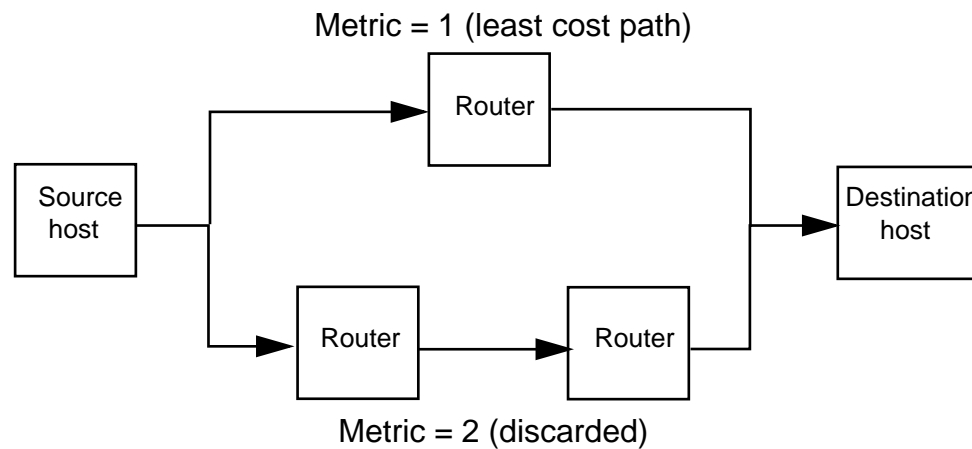 Metric = 1 (least cost path)
Router
Source
host
Destination
host
Router
Router
Metric = 2 (discarded)